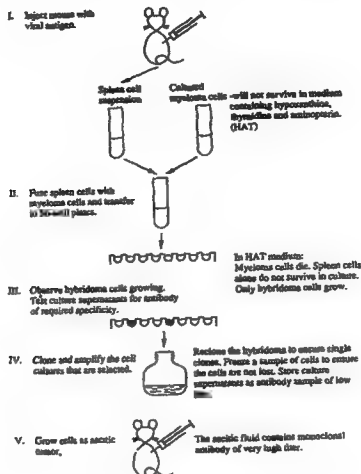 I. Inject mouse with
viral antigen.
Spleen cell
suspension
Cultured
myeloma cells -will not survive in medium
containing hypoxanthine,
thymidine and aminopterin.
(HAT)
II. Fuse spleen cells with
myeloma cells and transfer
to plates.
In HAT medium:
Myeloma cells die. Spleen cells
alone do not survive in culture.
Only hybridoma cells grow.
III. Observe hybridoma cells growing.
Test culture supernatants for antibody
of required specificity.
IV. Clone and amplify the cell
cultures that are selected.
Reclone the hybridoma to ensure single
clones. Freeze a sample of cells to ensure
the cells are not lost. Store culture
supernatants as antibody sample of low
V. Grow cells as ascitic
tumor,
The ascitic fluid contains monoclonal
antibody of very high titer.